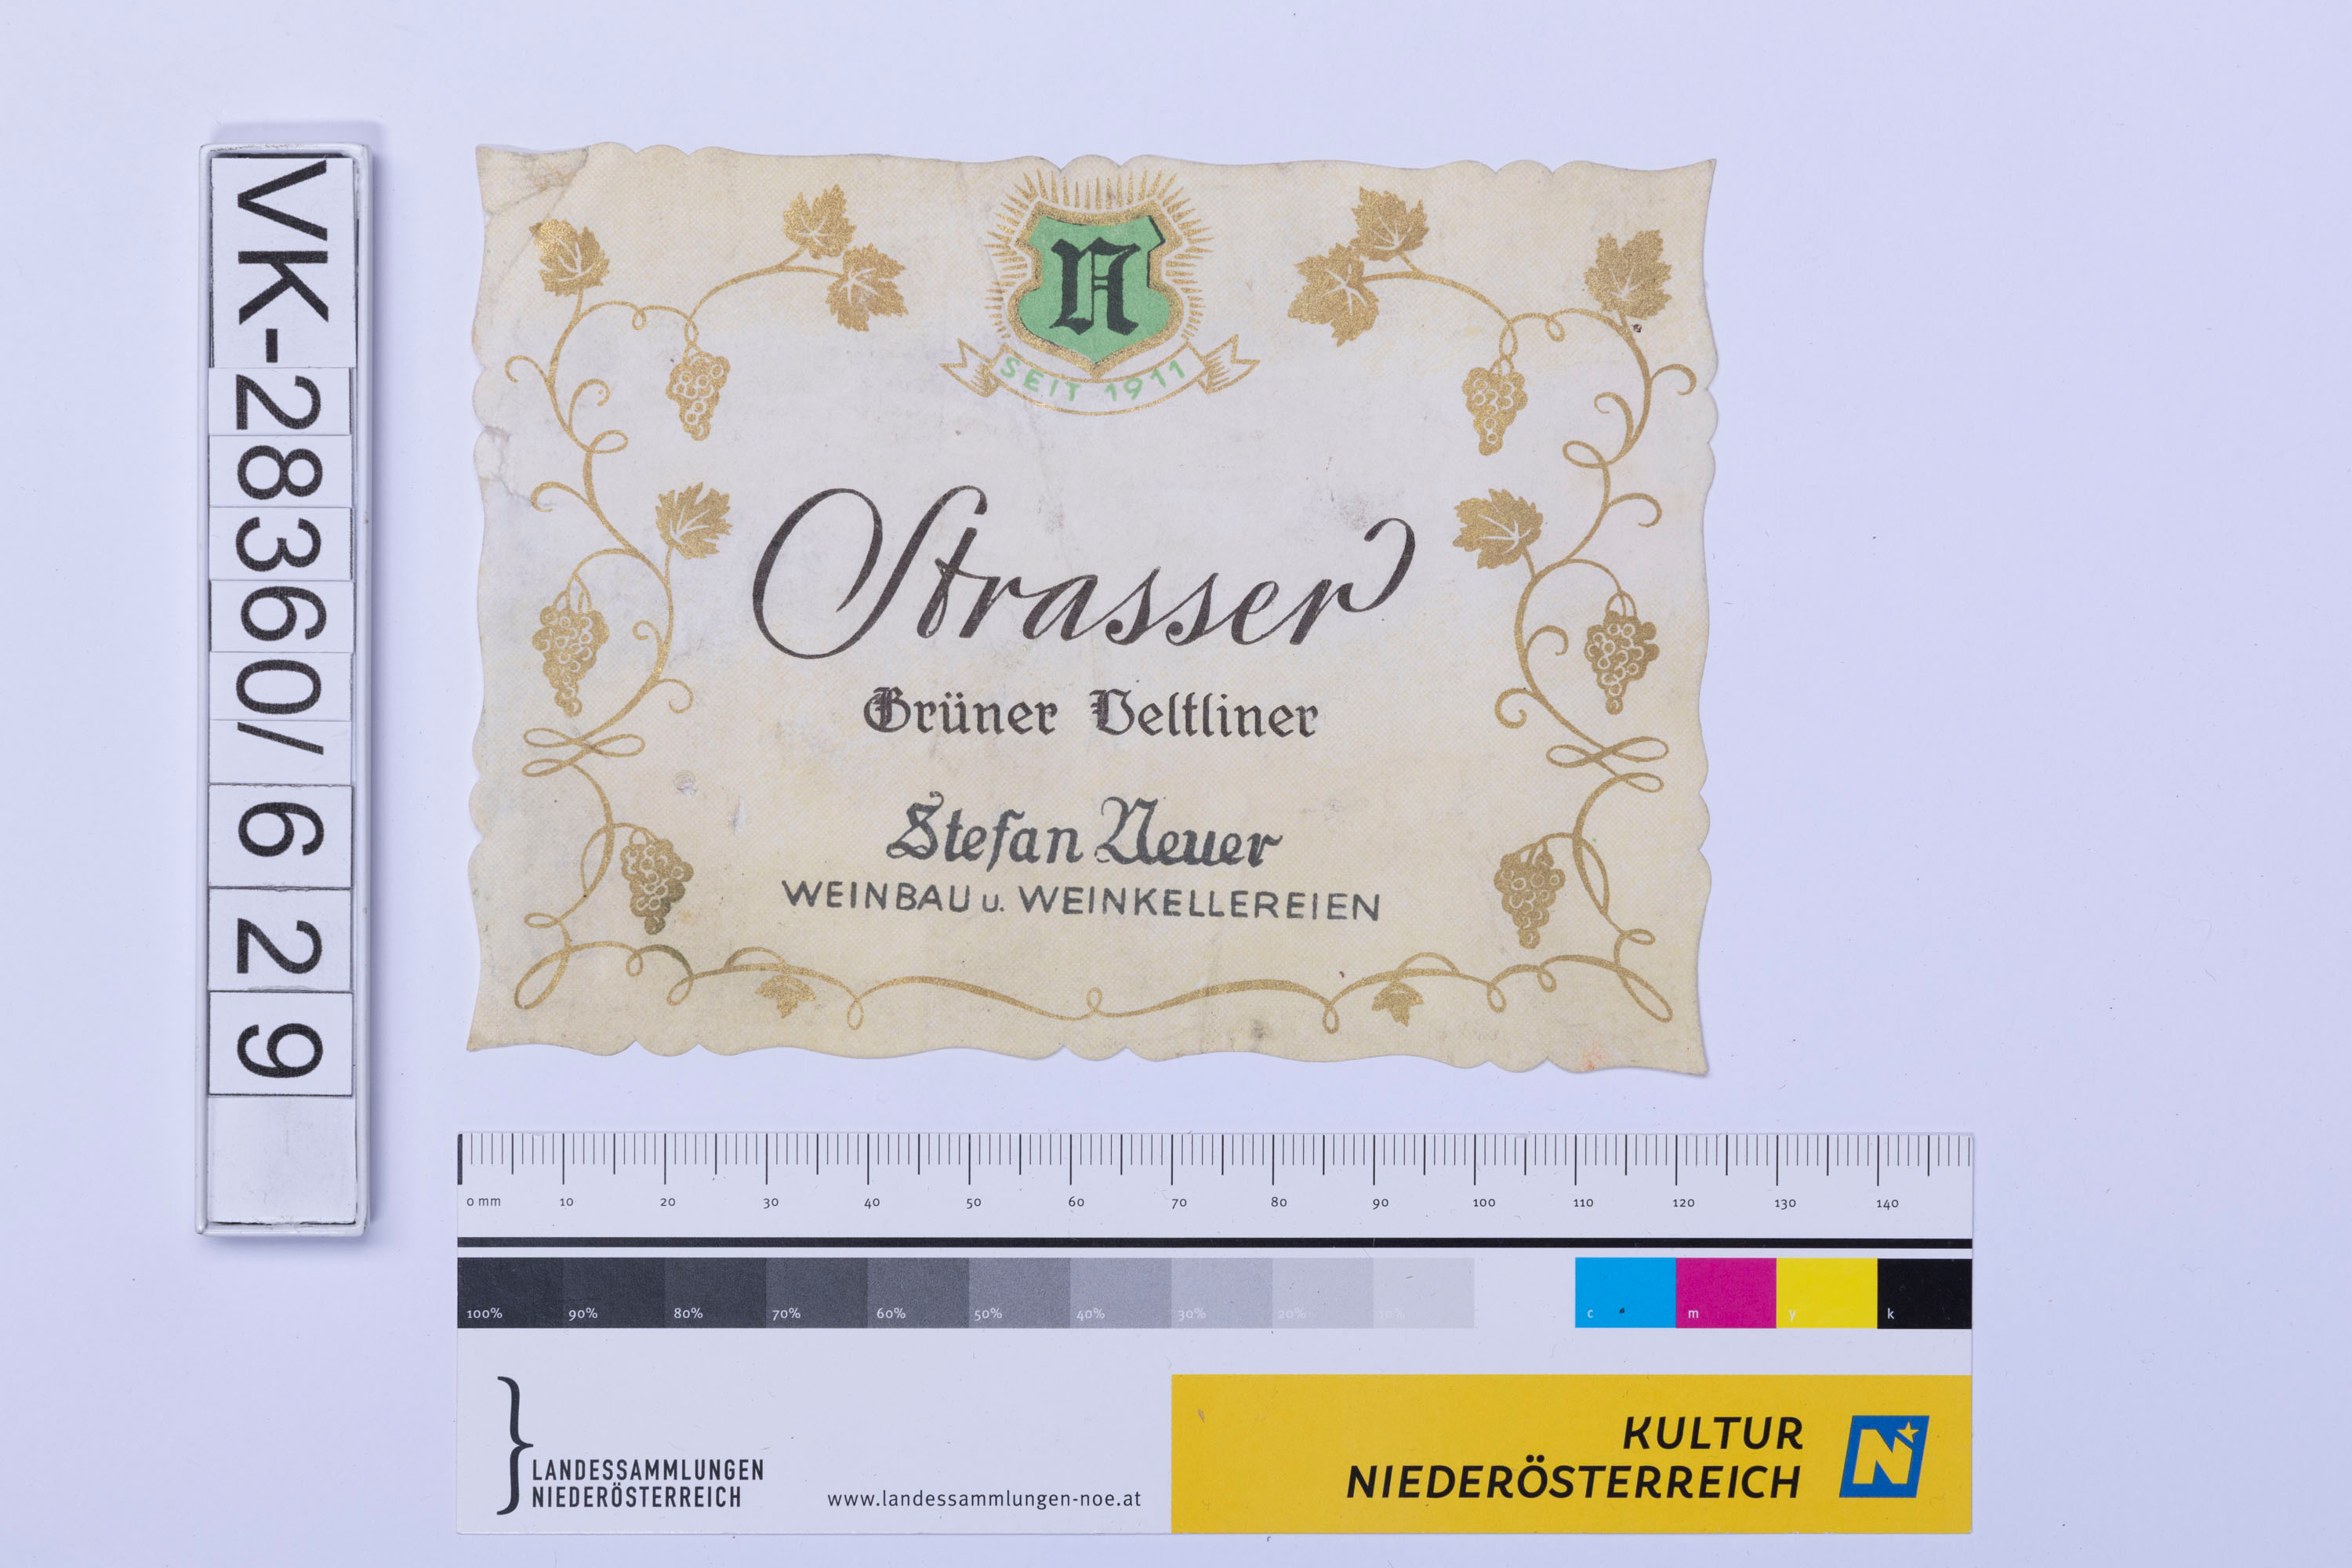 VK-28360/629
N
SEIT 1911
Strasser
Grüner Veltliner
Stefan Neuer
WEINBAU u. WEINKELLEREIEN
0 mm 10 20 30 40 50 60 70 80 90 100 110 120 130 140
100% 90% 80% 70% 60% 50% 40% 30% 20% 10% c m y k
LANDESSAMMLUNGEN
NIEDERÖSTERREICH
www.landessammlungen-noe.at
KULTUR
NIEDERÖSTERREICH
N